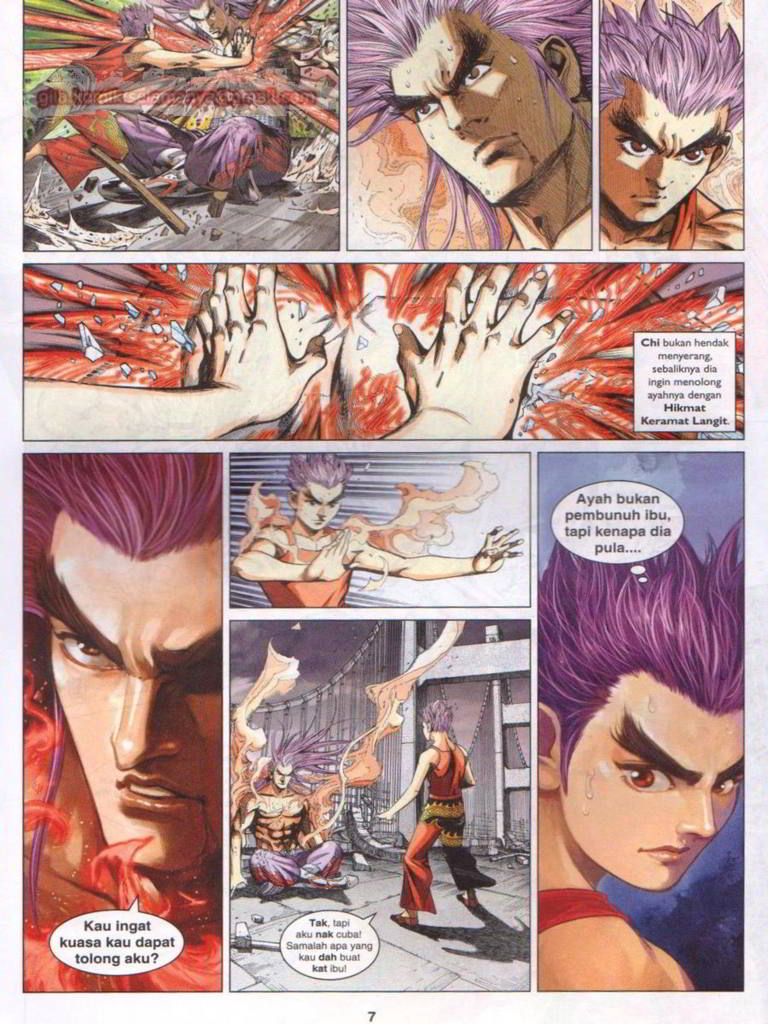 Chi bukan hendak
menyerang,
sebaliknya dia
ingin menolong
ayahnya dengan
Hikmat
Keramat Langit.
Kau ingat
kuasa kau dapat
tolong aku?
Tak, tapi
aku nak cuba!
Samalah apa yang
kau dah buat
kat ibu!
Ayah bukan
pembunuh ibu,
tapi kenapa dia
pula....
7